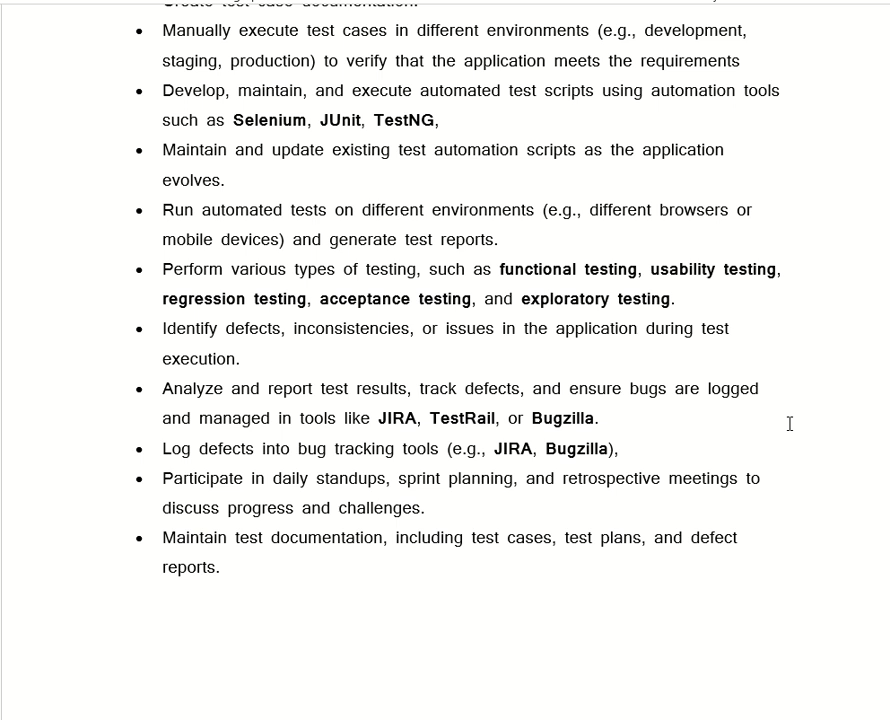 Create test case documentation.
• Manually execute test cases in different environments (e.g., development,
staging, production) to verify that the application meets the requirements
• Develop, maintain, and execute automated test scripts using automation tools
such as Selenium, JUnit, TestNG,
• Maintain and update existing test automation scripts as the application
evolves.
• Run automated tests on different environments (e.g., different browsers or
mobile devices) and generate test reports.
• Perform various types of testing, such as functional testing, usability testing,
regression testing, acceptance testing, and exploratory testing.
• Identify defects, inconsistencies, or issues in the application during test
execution.
• Analyze and report test results, track defects, and ensure bugs are logged
and managed in tools like JIRA, TestRail, or Bugzilla.
• Log defects into bug tracking tools (e.g., JIRA, Bugzilla),
• Participate in daily standups, sprint planning, and retrospective meetings to
discuss progress and challenges.
• Maintain test documentation, including test cases, test plans, and defect
reports.